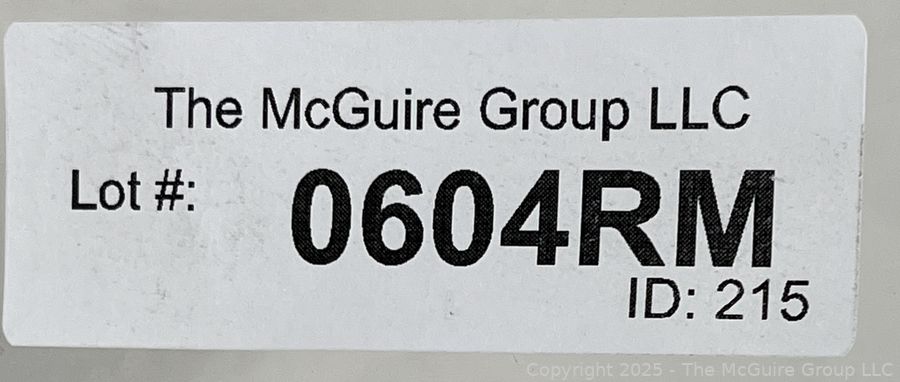 The McGuire Group LLC
Lot #: 0604RM
ID: 215
Copyright 2025 - The McGuire Group LLC